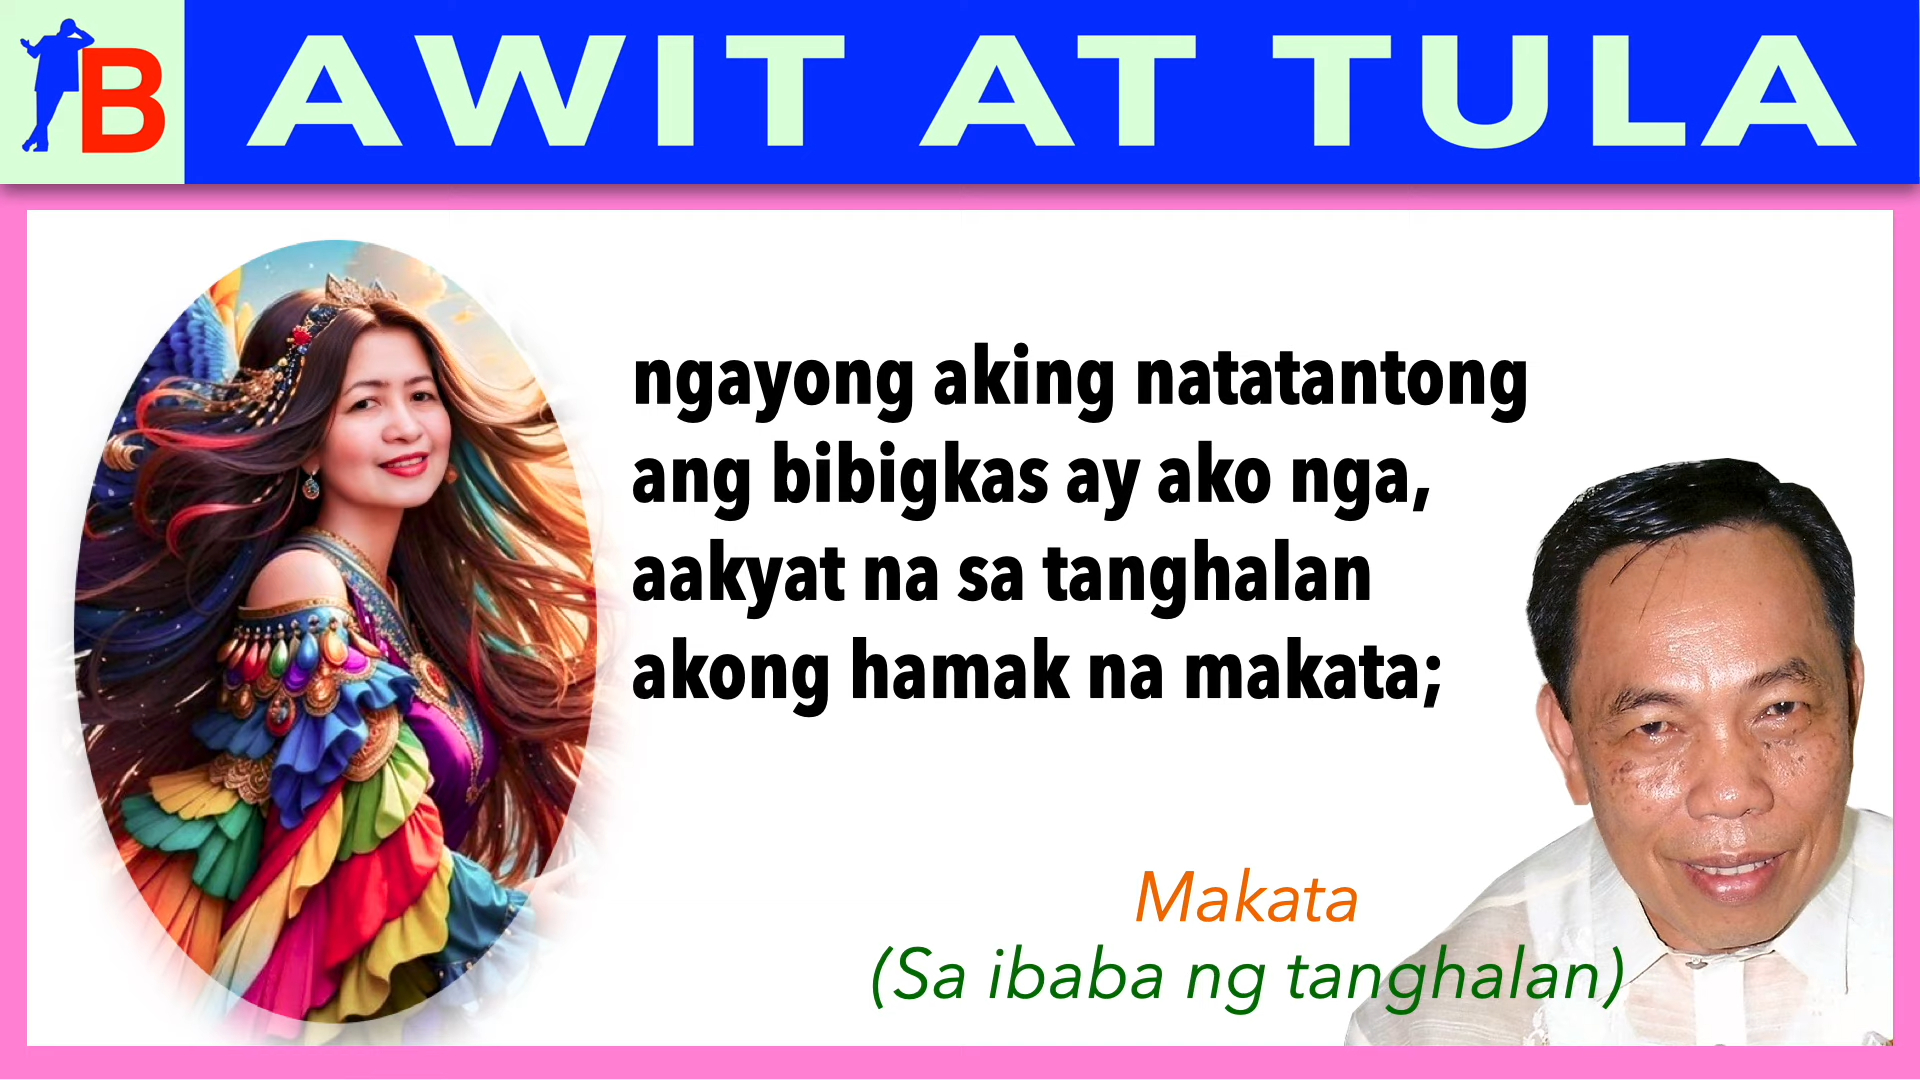 B
AWIT AT TULA
ngayong aking natatantong
ang bibigkas ay ako nga,
aakyat na sa tanghalan
akong hamak na makata;
Makata
(Sa ibaba ng tanghalan)